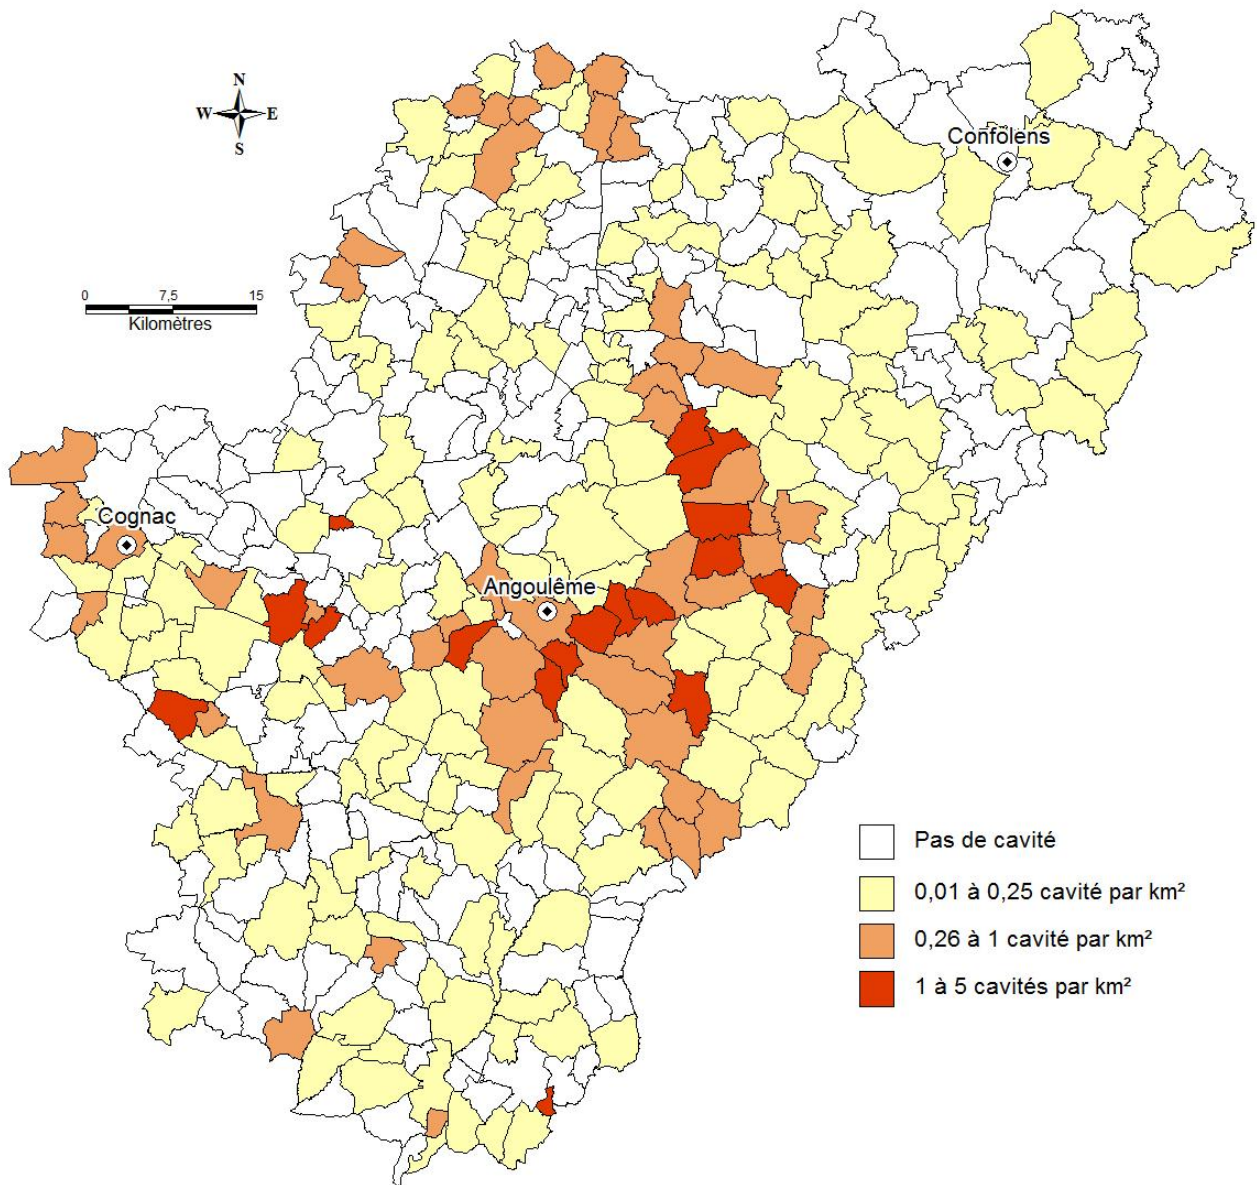 N
W E
S
Confolens
0 7,5 15
Kilomètres
Cognac
Angoulême
Pas de cavité
0,01 à 0,25 cavité par km²
0,26 à 1 cavité par km²
1 à 5 cavités par km²